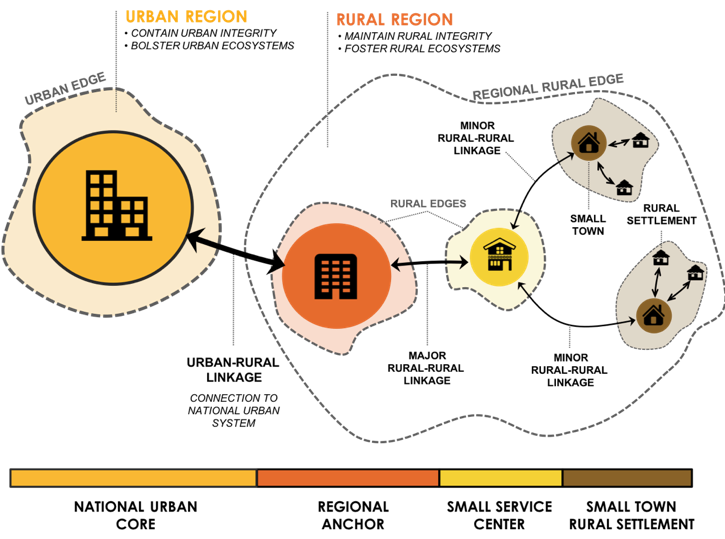 URBAN REGION
• CONTAIN URBAN INTEGRITY
• BOLSTER URBAN ECOSYSTEMS
RURAL REGION
• MAINTAIN RURAL INTEGRITY
• FOSTER RURAL ECOSYSTEMS
URBAN EDGE
REGIONAL RURAL EDGE
MINOR
RURAL-RURAL
LINKAGE
RURAL EDGES
SMALL
TOWN
RURAL
SETTLEMENT
URBAN-RURAL
LINKAGE
CONNECTION TO
NATIONAL URBAN
SYSTEM
MAJOR
RURAL-RURAL
LINKAGE
MINOR
RURAL-RURAL
LINKAGE
NATIONAL URBAN
CORE
REGIONAL
ANCHOR
SMALL SERVICE
CENTER
SMALL TOWN
RURAL SETTLEMENT